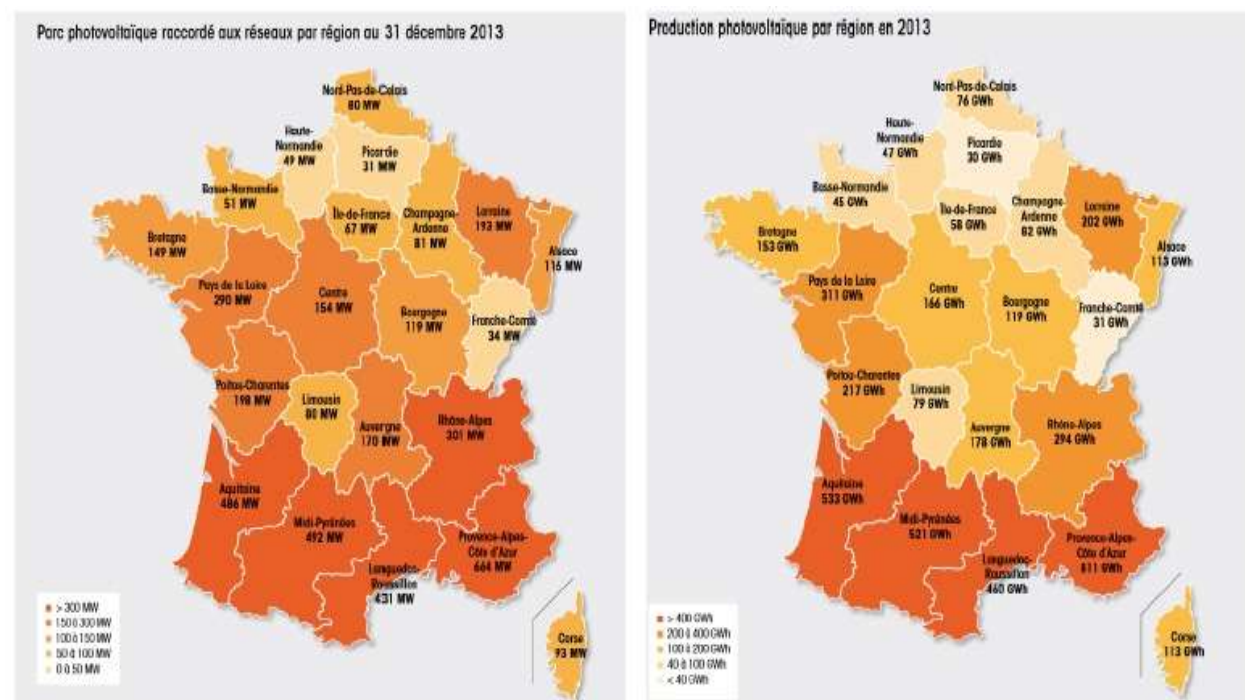 Parc photovoltaïque raccordé aux réseaux par région au 31 décembre 2013
Nord-Pas-de-Calais
80 MW
Haute-
Normandie
49 MW
Picardie
31 MW
Basse-Normandie
51 MW
Île-de-France
67 MW
Champagne-
Ardenne
81 MW
Lorraine
193 MW
Alsace
116 MW
Bretagne
149 MW
Pays de la Loire
290 MW
Centre
154 MW
Bourgogne
119 MW
Franche-Comté
34 MW
Poitou-Charentes
198 MW
Limousin
80 MW
Auvergne
170 MW
Rhône-Alpes
301 MW
Aquitaine
486 MW
Midi-Pyrénées
492 MW
Languedoc-
Roussillon
431 MW
Provence-Alpes-
Côte d'Azur
664 MW
Corse
93 MW
> 300 MW
150 à 300 MW
100 à 150 MW
50 à 100 MW
0 à 50 MW
Production photovoltaïque par région en 2013
Nord-Pas-de-Calais
76 GWh
Haute-
Normandie
47 GWh
Picardie
30 GWh
Basse-Normandie
45 GWh
Île-de-France
58 GWh
Champagne-
Ardenne
82 GWh
Lorraine
202 GWh
Alsace
113 GWh
Bretagne
153 GWh
Pays de la Loire
311 GWh
Centre
166 GWh
Bourgogne
119 GWh
Franche-Comté
31 GWh
Poitou-Charentes
217 GWh
Limousin
79 GWh
Auvergne
178 GWh
Rhône-Alpes
294 GWh
Aquitaine
533 GWh
Midi-Pyrénées
521 GWh
Languedoc-
Roussillon
460 GWh
Provence-Alpes-
Côte d'Azur
811 GWh
Corse
113 GWh
> 400 GWh
200 à 400 GWh
100 à 200 GWh
40 à 100 GWh
< 40 GWh